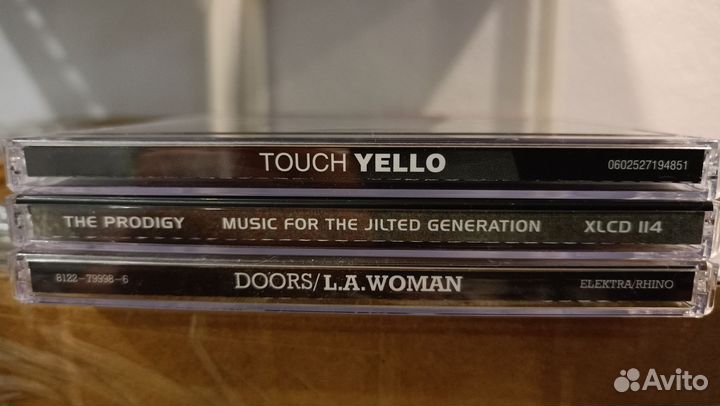 TOUCH YELLO 0602527194851
THE PRODIGY MUSIC FOR THE JILTED GENERATION XLCD 114
8122-79998-6 DOORS/L.A.WOMAN ELEKTRA/RHINO
Avito